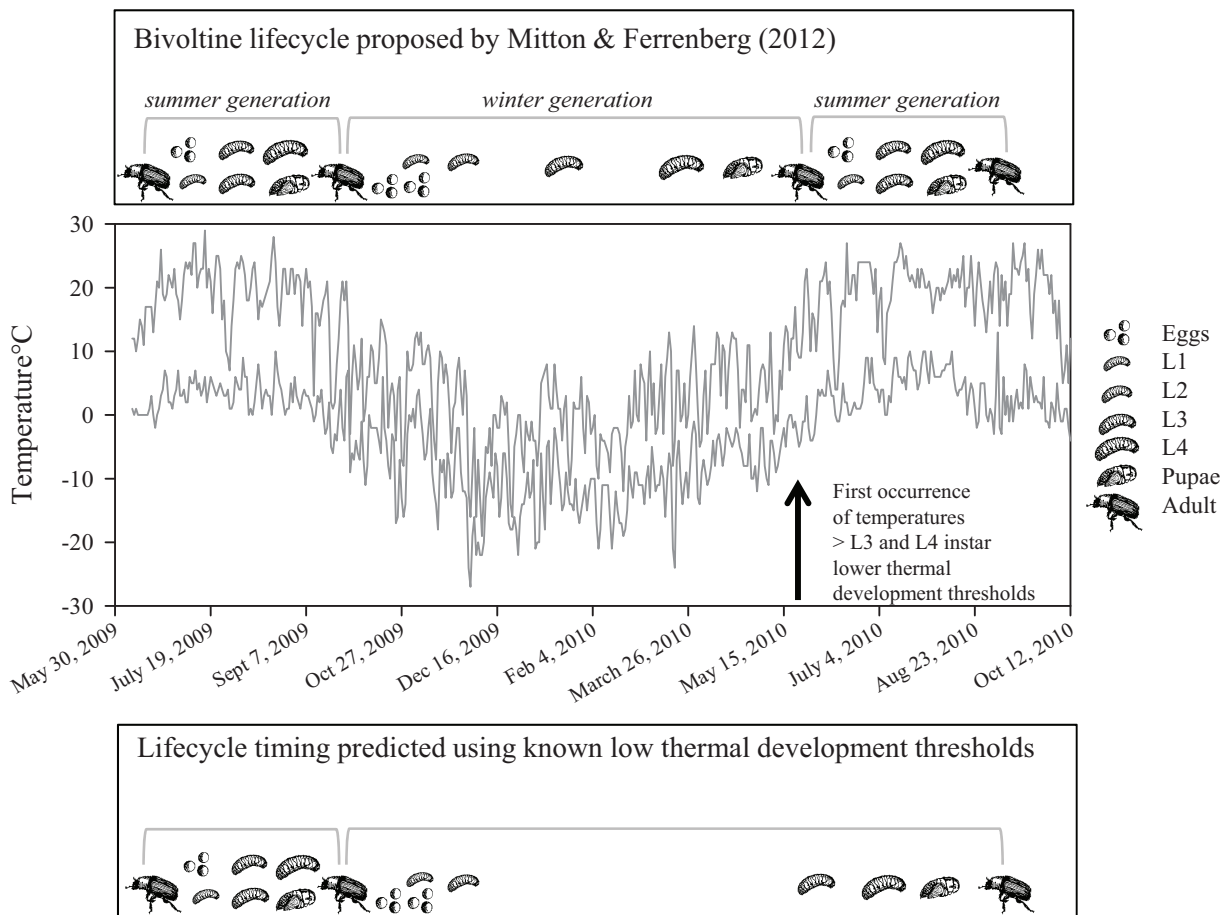 Bivoltine lifecycle proposed by Mitton & Ferrenberg (2012)
summer generation
winter generation
summer generation
Temperature°C
30
20
10
0
-10
-20
-30
First occurrence
of temperatures
> L3 and L4 instar
lower thermal
development thresholds
May 30, 2009
July 19, 2009
Sept 7, 2009
Oct 27, 2009
Dec 16, 2009
Feb 4, 2010
March 26, 2010
May 15, 2010
July 4, 2010
Aug 23, 2010
Oct 12, 2010
Eggs
L1
L2
L3
L4
Pupae
Adult
Lifecycle timing predicted using known low thermal development thresholds